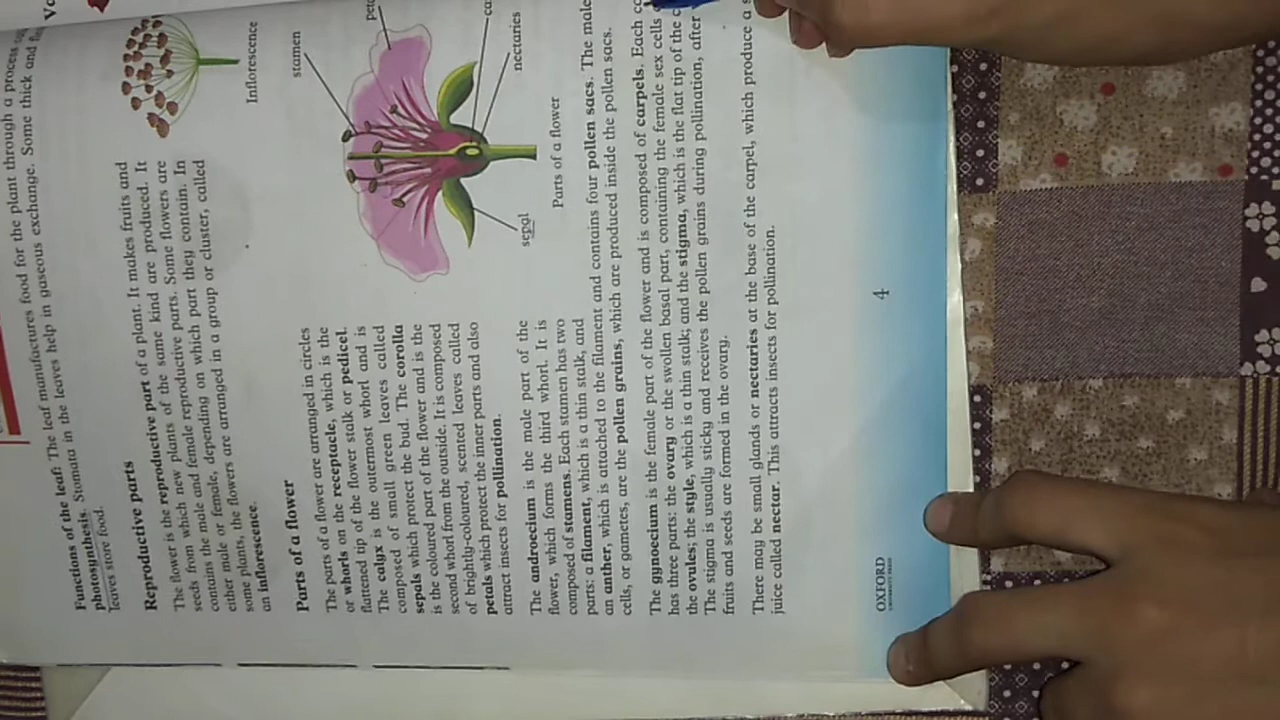 Functions of the leaf: The leaf manufactures food for the plant through a process
photosynthesis. Stomata in the leaves help in gaseous exchange. Some thick and
leaves store food.
Reproductive parts
The flower is the reproductive part of a plant. It makes fruits and
seeds from which new plants of the same kind are produced. It
contains the male and female reproductive parts. Some flowers are
either male or female, depending on which part they contain. In
some plants, the flowers are arranged in a group or cluster, called
an inflorescence.
Inflorescence
Parts of a flower
The parts of a flower are arranged in circles
or whorls on the receptacle, which is the
flattened tip of the flower stalk or pedicel.
The calyx is the outermost whorl and is
composed of small green leaves called
sepals which protect the bud. The corolla
is the coloured part of the flower and is the
second whorl from the outside. It is composed
of brightly-coloured, scented leaves called
petals which protect the inner parts and also
attract insects for pollination.
stamen
nectaries
sepal
Parts of a flower
The androecium is the male part of the
flower, which forms the third whorl. It is
composed of stamens. Each stamen has two
parts: a filament, which is a thin stalk, and
an anther, which is attached to the filament and contains four pollen sacs. The male
cells, or gametes, are the pollen grains, which are produced inside the pollen sacs.
The gynoecium is the female part of the flower and is composed of carpels. Each
has three parts: the ovary or the swollen basal part, containing the female sex cells
the ovules; the style, which is a thin stalk; and the stigma, which is the flat tip of the
The stigma is usually sticky and receives the pollen grains during pollination, after
fruits and seeds are formed in the ovary.
There may be small glands or nectaries at the base of the carpel, which produce a
juice called nectar. This attracts insects for pollination.
OXFORD
UNIVERSITY PRESS
4